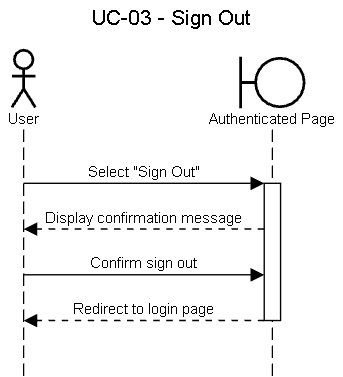 UC-03 - Sign Out
User
Authenticated Page
Select "Sign Out"
Display confirmation message
Confirm sign out
Redirect to login page